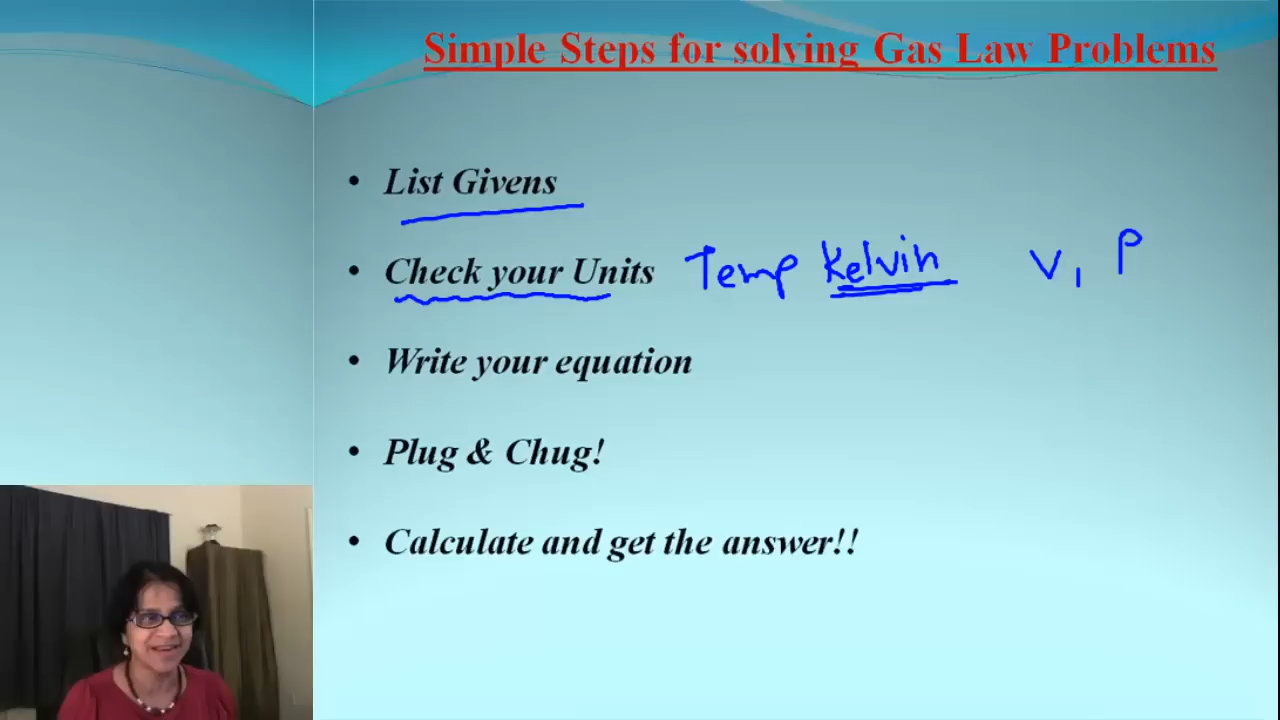 Simple Steps for solving Gas Law Problems
• List Givens
• Check your Units Temp Kelvin V, P
• Write your equation
• Plug & Chug!
• Calculate and get the answer!!